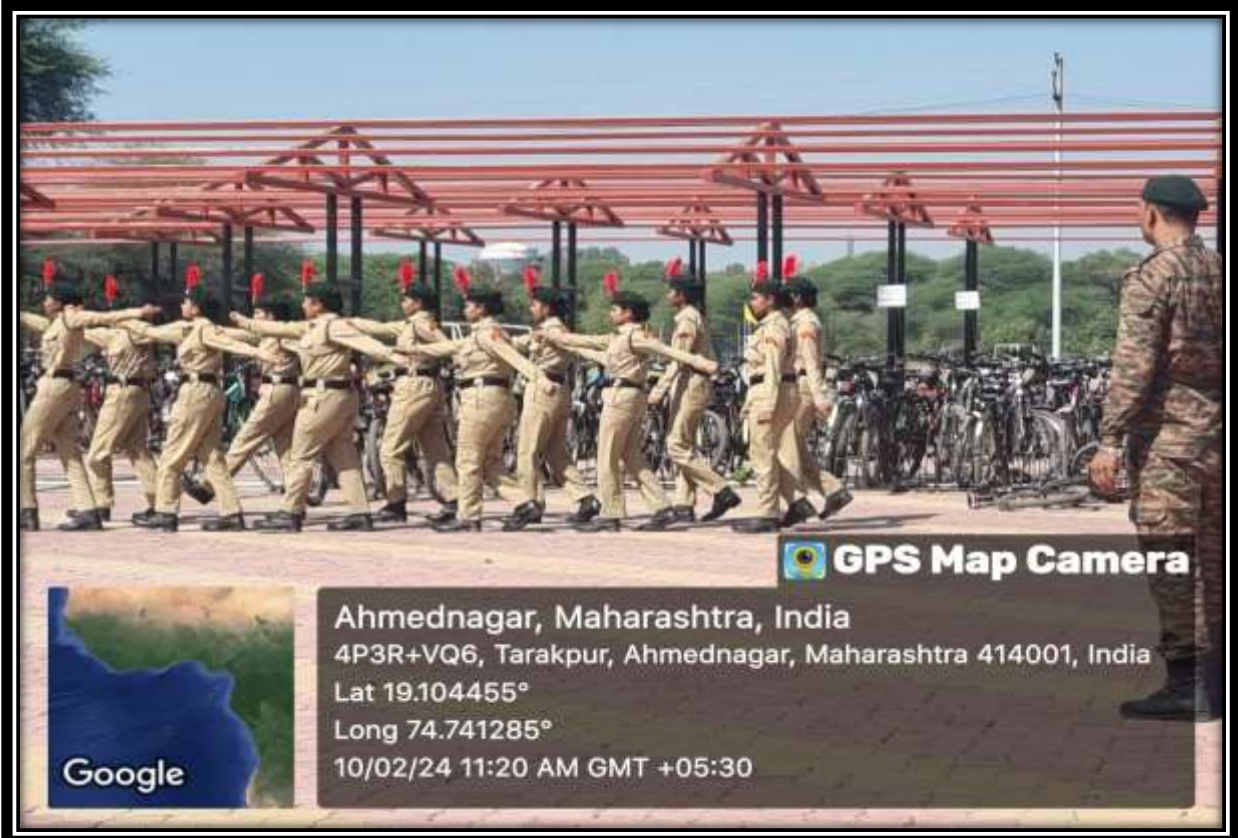 GPS Map Camera
Ahmednagar, Maharashtra, India
4P3R+VQ6, Tarakpur, Ahmednagar, Maharashtra 414001, India
Lat 19.104455°
Long 74.741285°
10/02/24 11:20 AM GMT +05:30
Google